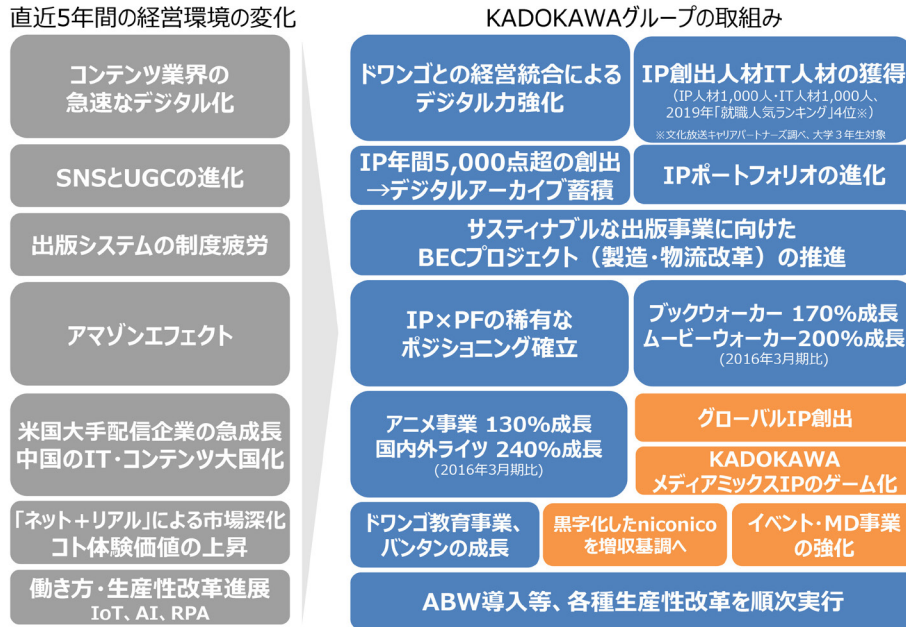 直近5年間の経営環境の変化
KADOKAWAグループの取組み
コンテンツ業界の
急速なデジタル化
ドワンゴとの経営統合による
デジタル力強化
IP創出人材IT人材の獲得
(IP人材1,000人・IT人材1,000人、
2019年「就職人気ランキング」4位※)
※文化放送キャリアパートナーズ調べ、大学3年生対象
SNSとUGCの進化
IP年間5,000点超の創出
→デジタルアーカイブ蓄積
IPポートフォリオの進化
出版システムの制度疲労
サスティナブルな出版事業に向けた
BECプロジェクト（製造・物流改革）の推進
アマゾンエフェクト
IP×PFの稀有な
ポジショニング確立
ブックウォーカー 170%成長
ムービーウォーカー200%成長
(2016年3月期比)
米国大手配信企業の急成長
中国のIT・コンテンツ大国化
アニメ事業 130%成長
国内外ライツ 240%成長
(2016年3月期比)
グローバルIP創出
KADOKAWA
メディアミックスIPのゲーム化
「ネット+リアル」による市場深化
コト体験価値の上昇
ドワンゴ教育事業、
バンタンの成長
黒字化したniconico
を増収基調へ
イベント・MD事業
の強化
働き方・生産性改革進展
IoT、AI、RPA
ABW導入等、各種生産性改革を順次実行